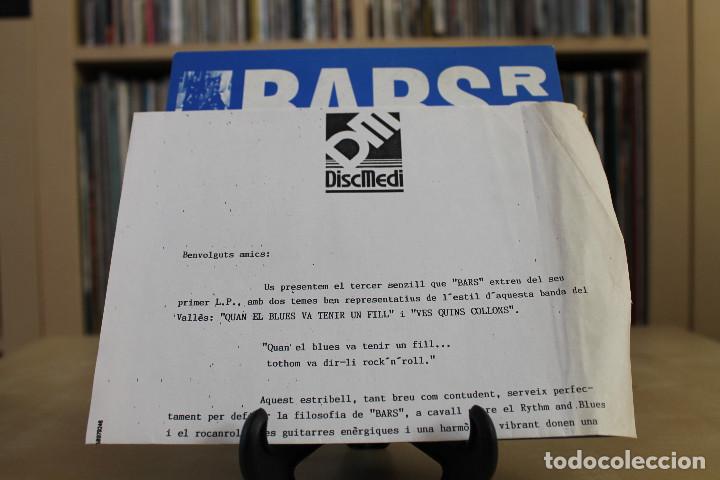 BARS R
DM
DiscMedi
Benvolguts amics:
Us presentem el tercer senzill que "BARS" extreu del seu
primer L.P., amb dos temes ben representatius de l´estil d´aquesta banda del
Vallès: "QUAN EL BLUES VA TENIR UN FILL" i "VES QUINS COLLONS".
"Quan el blues va tenir un fill...
tothom va dir-li rock´n´roll."
Aquest estribell, tant breu com contudent, serveix perfec-
tament per def la filosofia de "BARS", a cavall re el Rythm and Blues
i el rocanrol es guitarres enèrgiques i una harmò vibrant donen una
todocoleccion.net